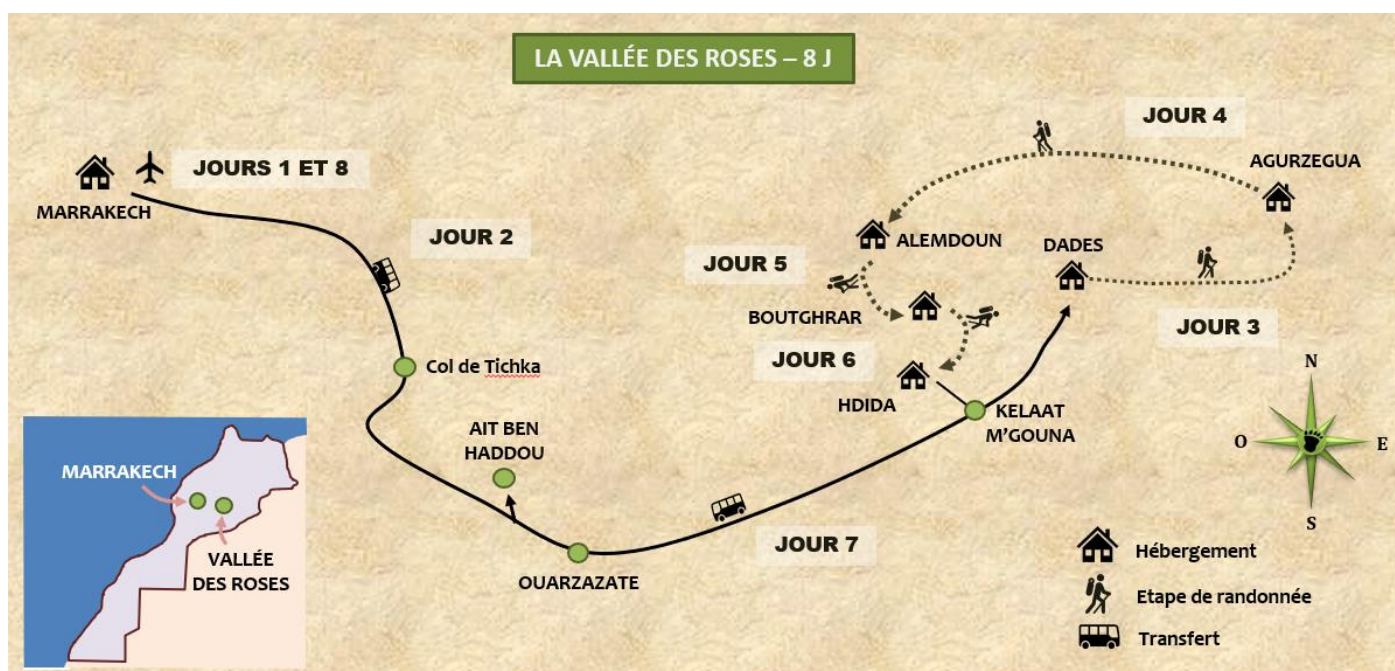 LA VALLÉE DES ROSES – 8 J
JOURS 1 ET 8
MARRAKECH
JOUR 2
Col de Tichka
AIT BEN
HADDOU
OUARZAZATE
JOUR 7
KELAAT
M'GOUNA
DADES
JOUR 3
AGURZEGUA
JOUR 4
ALEMDOUN
JOUR 5
BOUTGHRAR
JOUR 6
HDIDA
MARRAKECH
VALLÉE
DES ROSES
N
O
E
S
Hébergement
Etape de randonnée
Transfert